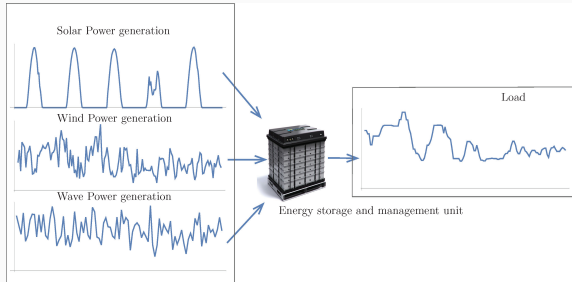 Solar Power generation
Wind Power generation
Wave Power generation
Load
Energy storage and management unit